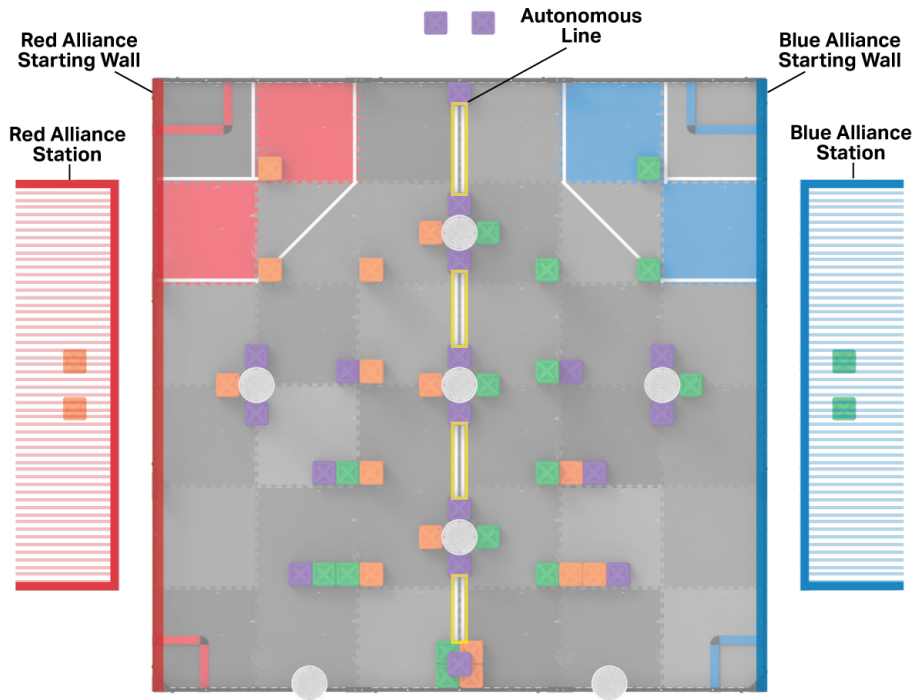 Autonomous
Line
Red Alliance
Starting Wall
Blue Alliance
Starting Wall
Red Alliance
Station
Blue Alliance
Station